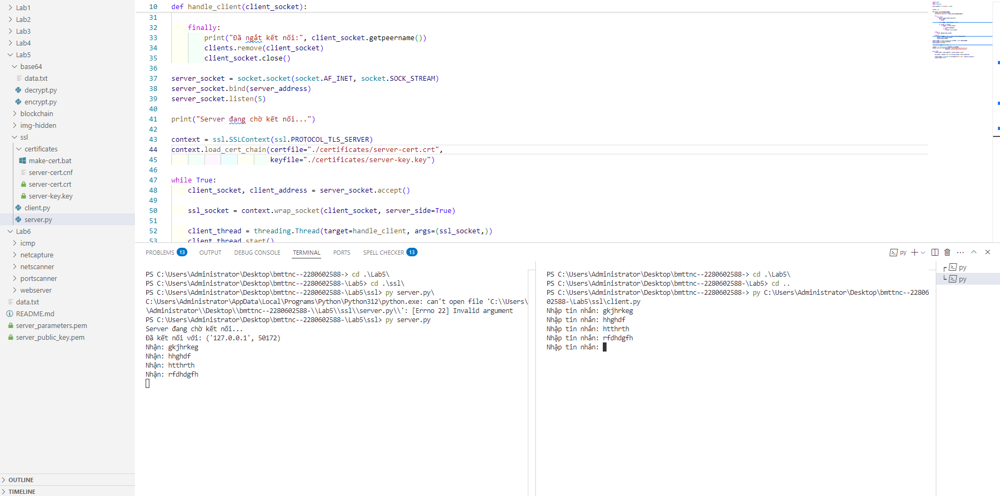 Lab1
Lab2
Lab3
Lab4
Lab5
base64
data.txt
decrypt.py
encrypt.py
blockchain
img-hidden
ssl
certificates
make-cert.bat
server-cert.cnf
server-cert.crt
server-key.key
client.py
server.py
Lab6
icmp
netcapture
netscanner
portscanner
webserver
data.txt
README.md
server_parameters.pem
server_public_key.pem
OUTLINE
TIMELINE
10 def handle_client(client_socket):
31
32 finally:
33 print("Đã ngắt kết nối:", client_socket.getpeername())
34 clients.remove(client_socket)
35 client_socket.close()
36
37 server_socket = socket.socket(socket.AF_INET, socket.SOCK_STREAM)
38 server_socket.bind(server_address)
39 server_socket.listen(5)
40
41 print("Server đang chờ kết nối...")
42
43 context = ssl.SSLContext(ssl.PROTOCOL_TLS_SERVER)
44 context.load_cert_chain(certfile="./certificates/server-cert.crt",
45 keyfile="./certificates/server-key.key")
46
47 while True:
48 client_socket, client_address = server_socket.accept()
49
50 ssl_socket = context.wrap_socket(client_socket, server_side=True)
51
52 client_thread = threading.Thread(target=handle_client, args=(ssl_socket,))
53 client_thread.start()
PROBLEMS 13 OUTPUT DEBUG CONSOLE TERMINAL PORTS SPELL CHECKER 13
py
PS C:\Users\Administrator\Desktop\bmttnc--2280602588-> cd .\Lab5\
PS C:\Users\Administrator\Desktop\bmttnc--2280602588-\Lab5> cd .\ssl\
PS C:\Users\Administrator\Desktop\bmttnc--2280602588-\Lab5\ssl> py server.py\
C:\Users\Administrator\AppData\Local\Programs\Python\Python312\python.exe: can't open file 'C:\\Users\
\Administrator\\Desktop\\bmttnc--2280602588-\\Lab5\\ssl\\server.py\\': [Errno 22] Invalid argument
PS C:\Users\Administrator\Desktop\bmttnc--2280602588-\Lab5\ssl> py server.py
Server đang chờ kết nối...
Đã kết nối với: ('127.0.0.1', 50172)
Nhận: gkjhrkeg
Nhận: hhghdf
Nhận: htthrth
Nhận: rfdhdgfh
PS C:\Users\Administrator\Desktop\bmttnc--2280602588-> cd .\Lab5\
PS C:\Users\Administrator\Desktop\bmttnc--2280602588-\Lab5> cd ..
PS C:\Users\Administrator\Desktop\bmttnc--2280602588-> py C:\Users\Administrator\Desktop\bmttnc--22806
02588-\Lab5\ssl\client.py
Nhập tin nhắn: gkjhrkeg
Nhập tin nhắn: hhghdf
Nhập tin nhắn: htthrth
Nhập tin nhắn: rfdhdgfh
Nhập tin nhắn:
py
py